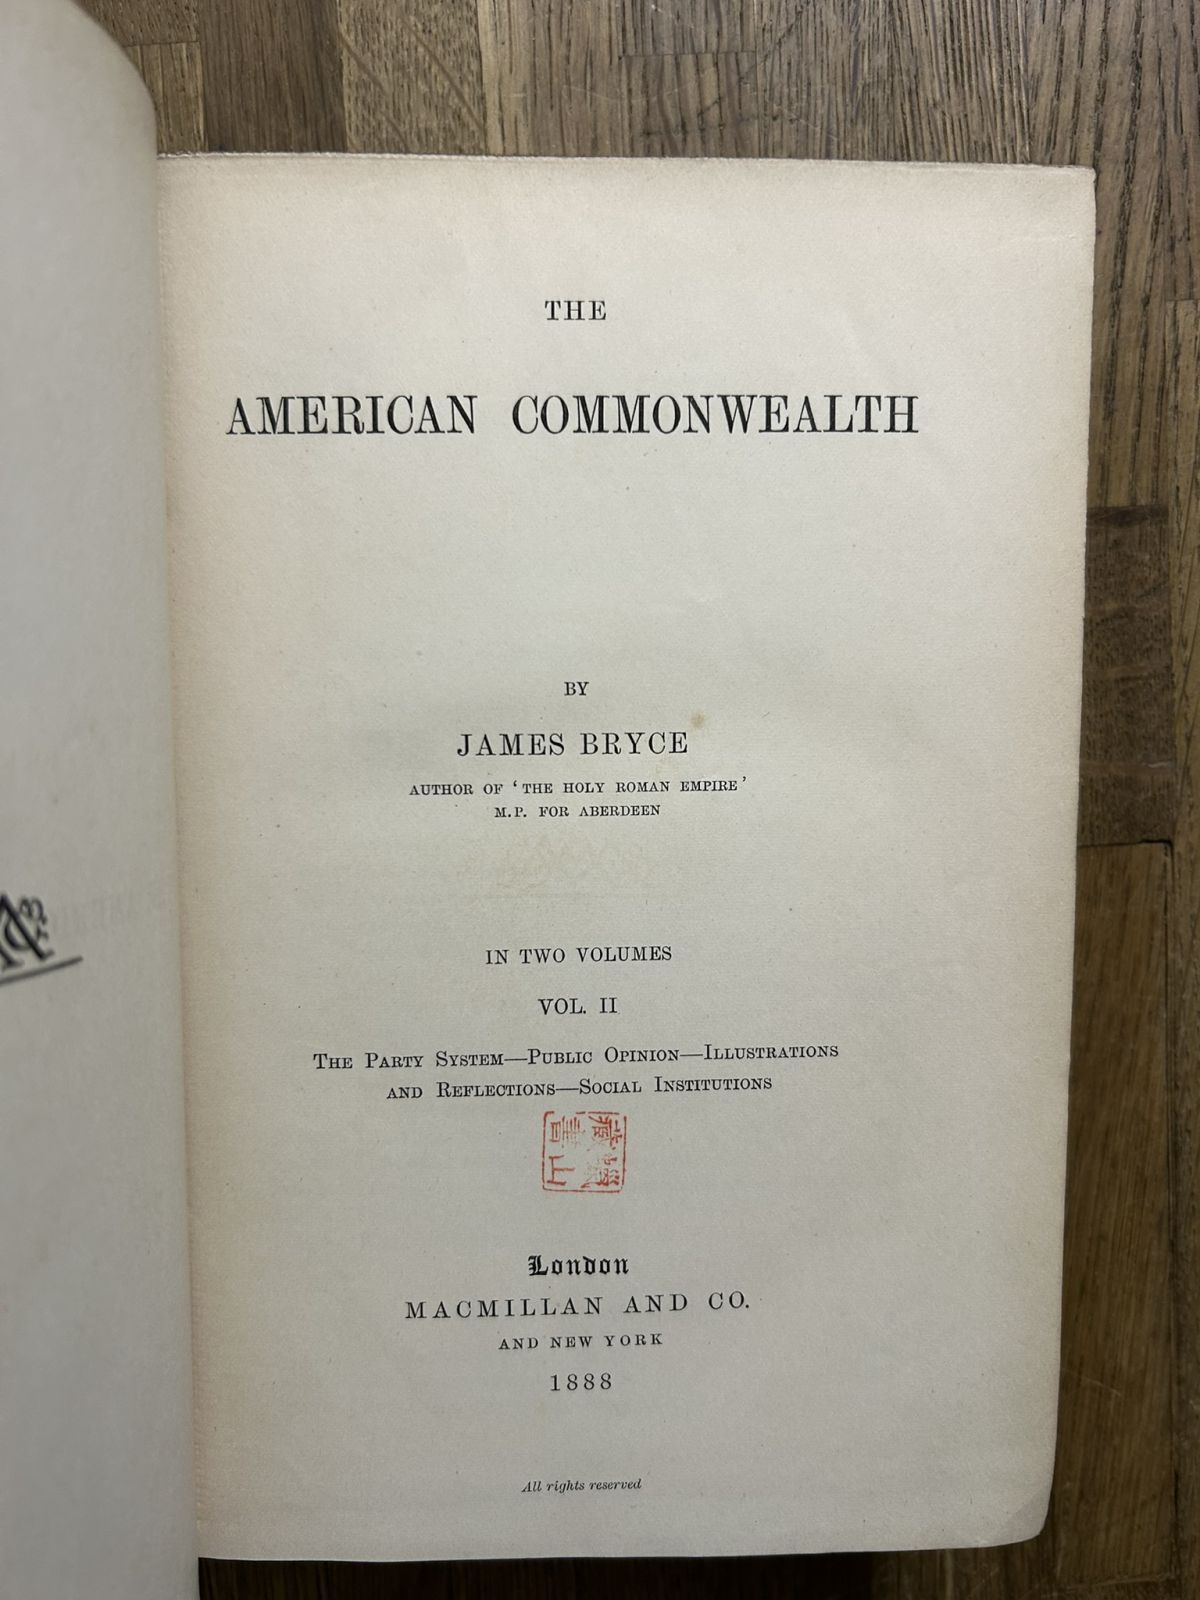 THE
AMERICAN COMMONWEALTH
BY
JAMES BRYCE
AUTHOR OF ‘THE HOLY ROMAN EMPIRE’
M.P. FOR ABERDEEN
IN TWO VOLUMES
VOL. II
THE PARTY SYSTEM—PUBLIC OPINION—ILLUSTRATIONS
AND REFLECTIONS—SOCIAL INSTITUTIONS
London
MACMILLAN AND CO.
AND NEW YORK
1888
All rights reserved